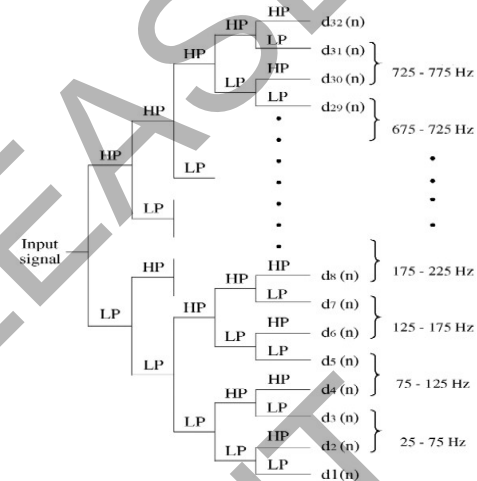 HP
HP d32 (n)
HP LP d31 (n)
HP d30 (n) 725 - 775 Hz
LP LP d29 (n)
HP 675 - 725 Hz
HP LP
LP
Input signal
HP HP d8 (n) 175 - 225 Hz
HP LP d7 (n)
LP HP HP d6 (n) 125 - 175 Hz
LP LP d5 (n)
LP HP d4 (n) 75 - 125 Hz
HP LP d3 (n)
LP HP d2 (n) 25 - 75 Hz
LP LP d1(n)